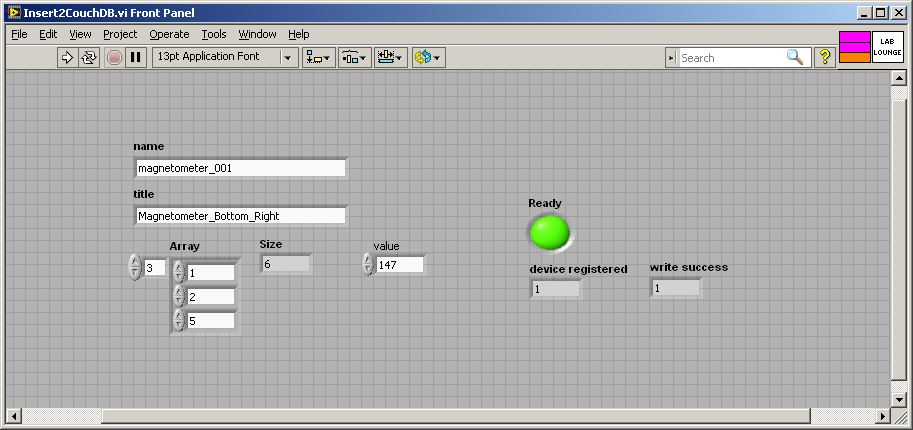 Insert2CouchDB.vi Front Panel
File Edit View Project Operate Tools Window Help
13pt Application Font
Search
?
LAB
LOUNGE
name
magnetometer_001
title
Magnetometer_Bottom_Right
Array Size value
3 1 6 147
2
5
Ready
device registered write success
1 1